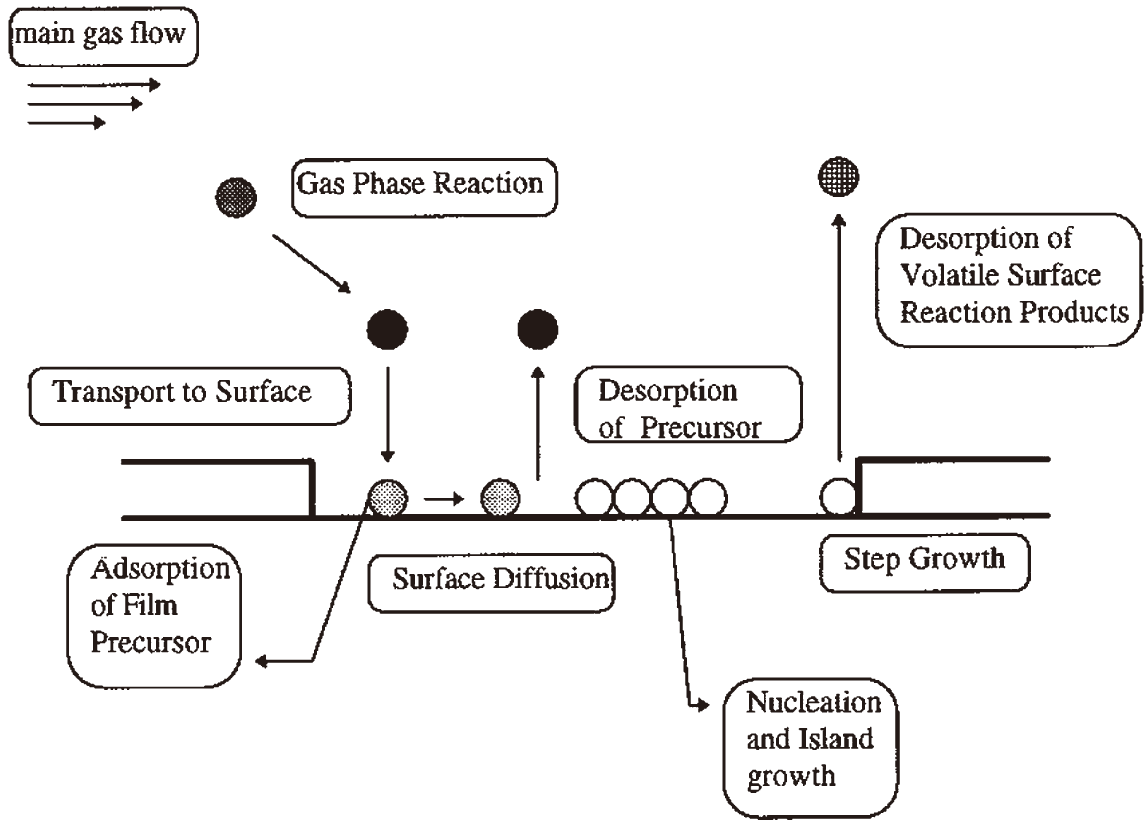 main gas flow
Gas Phase Reaction
Desorption of
Volatile Surface
Reaction Products
Transport to Surface
Desorption
of Precursor
Adsorption
of Film
Precursor
Surface Diffusion
Step Growth
Nucleation
and Island
growth